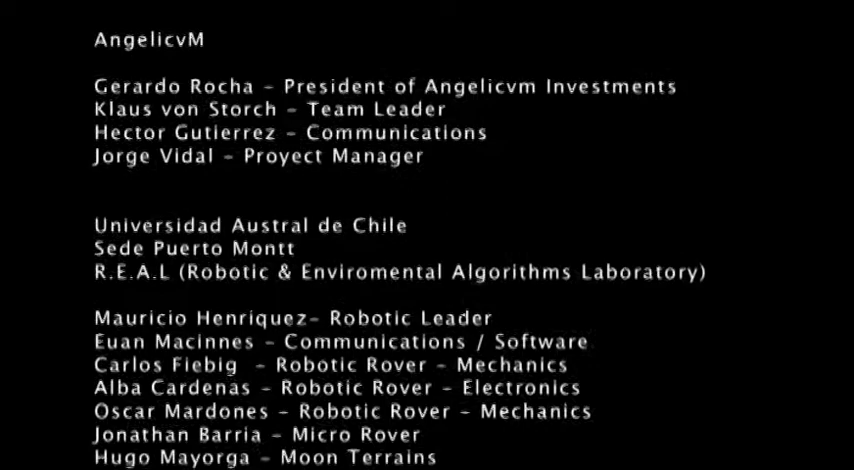 AngelicvM
Gerardo Rocha - President of Angelicvm Investments
Klaus von Storch - Team Leader
Hector Gutierrez - Communications
Jorge Vidal - Proyect Manager
Universidad Austral de Chile
Sede Puerto Montt
R.E.A.L (Robotic & Enviromental Algorithms Laboratory)
Mauricio Henriquez- Robotic Leader
Euan Macinnes - Communications / Software
Carlos Fiebig - Robotic Rover - Mechanics
Alba Cardenas - Robotic Rover - Electronics
Oscar Mardones - Robotic Rover - Mechanics
Jonathan Barria - Micro Rover
Hugo Mayorga - Moon Terrains